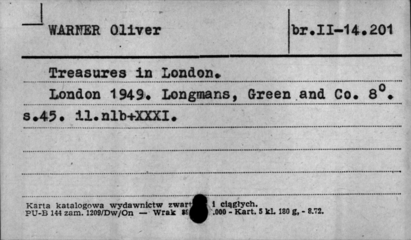 WARNER Oliver
br.II-14.201
Treasures in London.
London 1949. Longmans, Green and Co. 8°.
s.45. il.nlb+XXXI.
Karta katalogowa wydawnictw zwart i ciągłych.
PU-B 144 zam. 1209/Dw/On — Wrak .000 - Kart. 5 kl. 180 g, - 8.72.